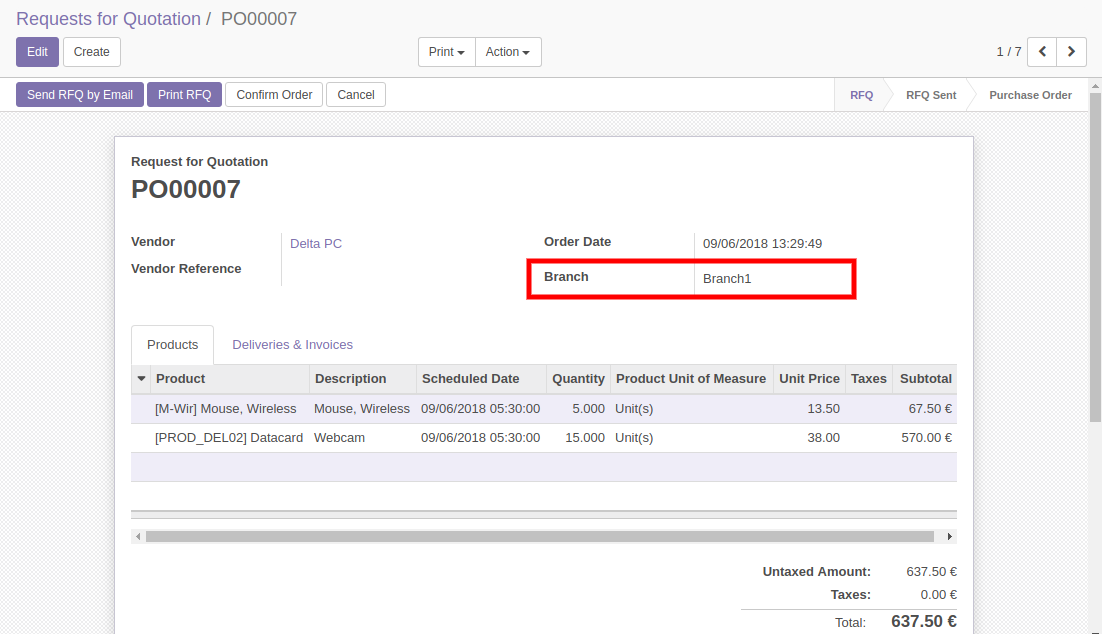 Requests for Quotation / PO00007
Edit Create Print Action 1 / 7
Send RFQ by Email Print RFQ Confirm Order Cancel RFQ RFQ Sent Purchase Order
Request for Quotation
PO00007
Vendor Delta PC Order Date 09/06/2018 13:29:49
Vendor Reference Branch Branch1
Products Deliveries & Invoices
Product Description Scheduled Date Quantity Product Unit of Measure Unit Price Taxes Subtotal
[M-Wir] Mouse, Wireless Mouse, Wireless 09/06/2018 05:30:00 5.000 Unit(s) 13.50 67.50 €
[PROD_DEL02] Datacard Webcam 09/06/2018 05:30:00 15.000 Unit(s) 38.00 570.00 €
Untaxed Amount: 637.50 €
Taxes: 0.00 €
Total: 637.50 €